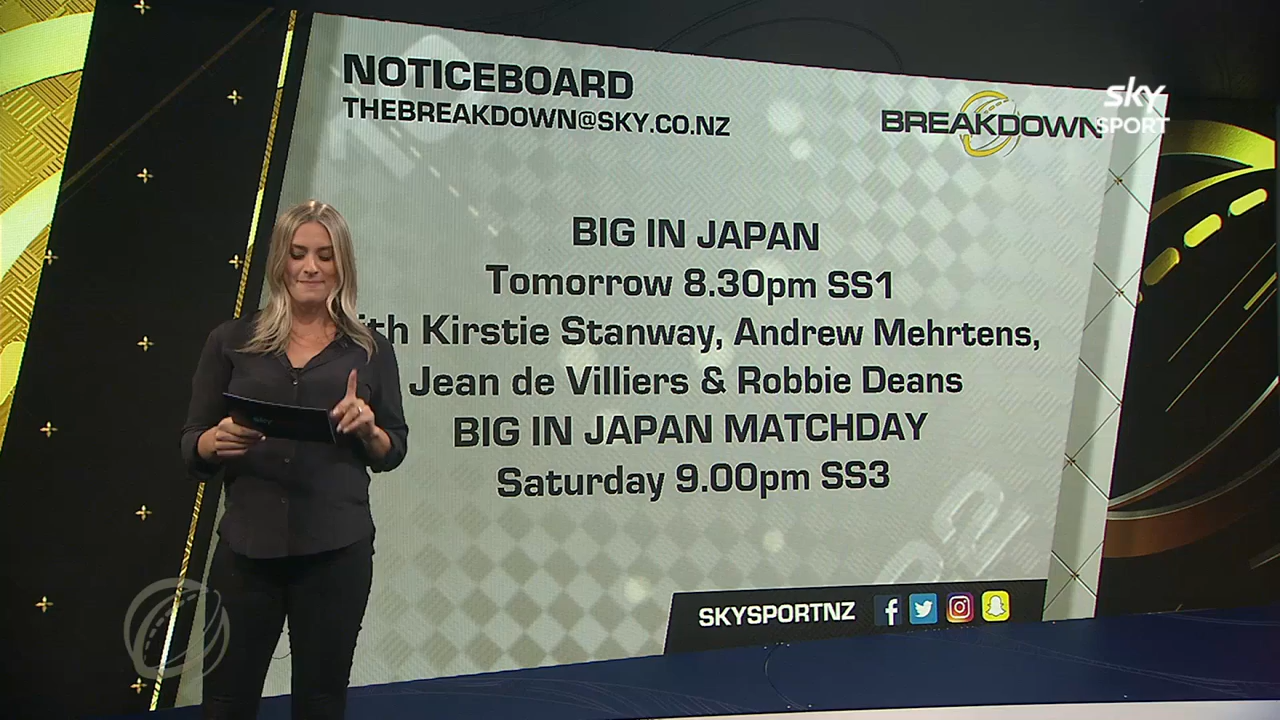 NOTICEBOARD
THEBREAKDOWN@SKY.CO.NZ
BREAKDOWN
sky
SPORT
BIG IN JAPAN
Tomorrow 8.30pm SS1
Kirstie Stanway, Andrew Mehrtens,
Jean de Villiers & Robbie Deans
BIG IN JAPAN MATCHDAY
Saturday 9.00pm SS3
sky
SKYSPORTNZ